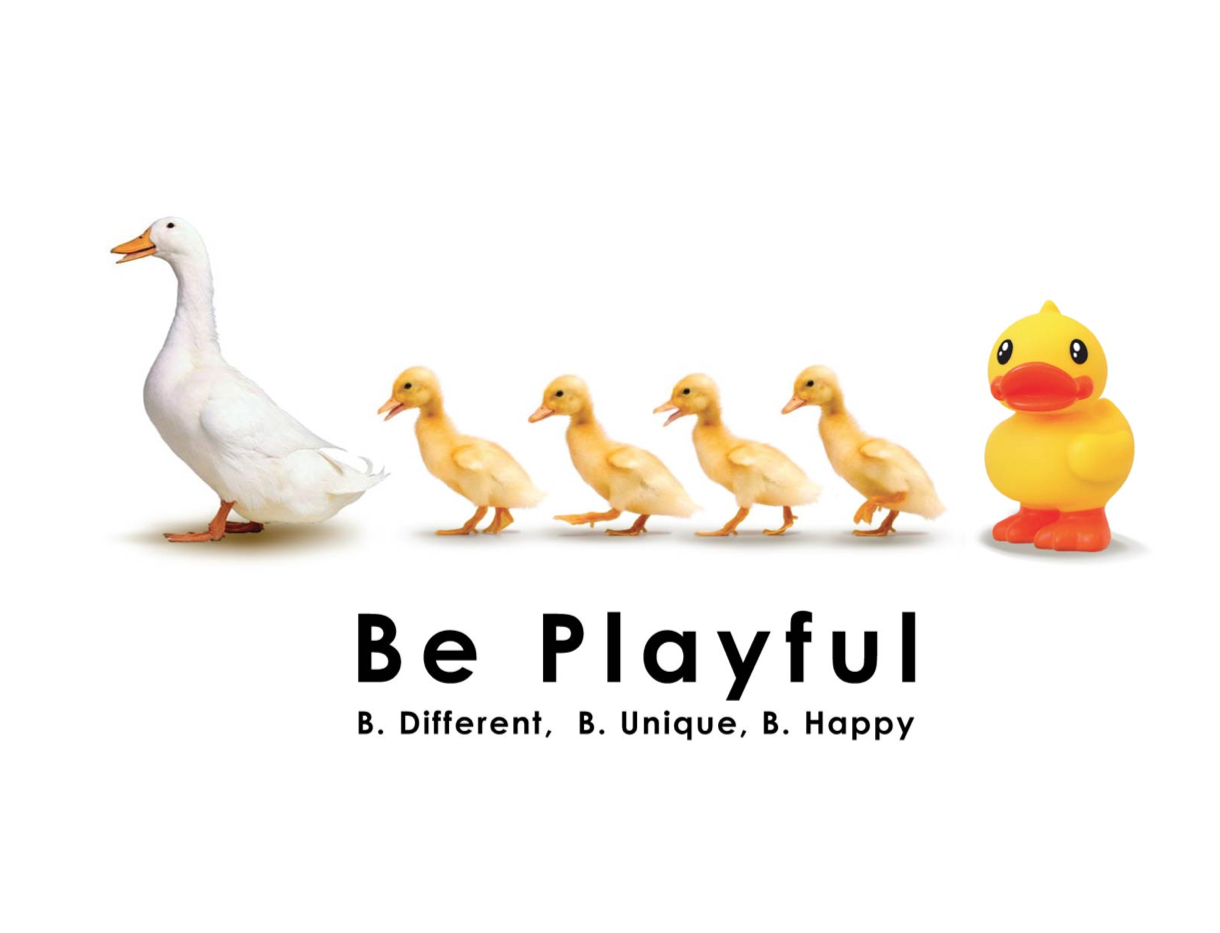 Be Playful
B. Different, B. Unique, B. Happy